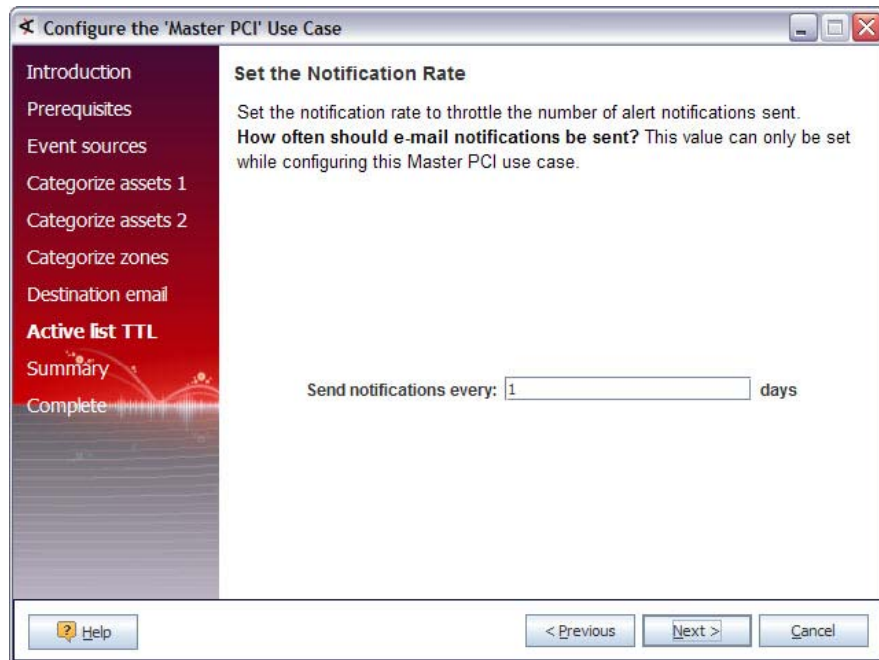 Configure the 'Master PCI' Use Case
Introduction
Prerequisites
Event sources
Categorize assets 1
Categorize assets 2
Categorize zones
Destination email
Active list TTL
Summary
Complete
Set the Notification Rate
Set the notification rate to throttle the number of alert notifications sent.
How often should e-mail notifications be sent? This value can only be set
while configuring this Master PCI use case.
Send notifications every: 1 days
? Help
< Previous
Next >
Cancel